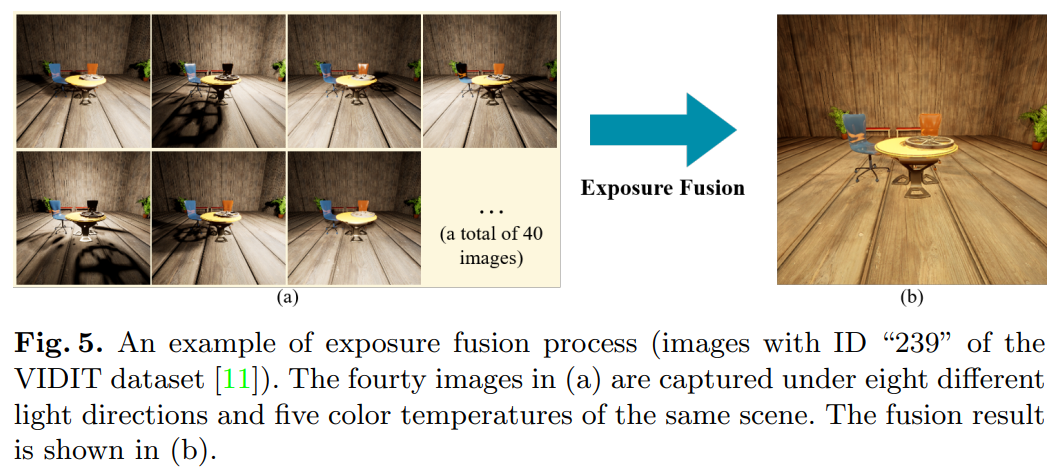 ...
(a total of 40
images)
Exposure Fusion
(a)
(b)
Fig. 5. An example of exposure fusion process (images with ID “239” of the
VIDIT dataset [11]). The fourty images in (a) are captured under eight different
light directions and five color temperatures of the same scene. The fusion result
is shown in (b).